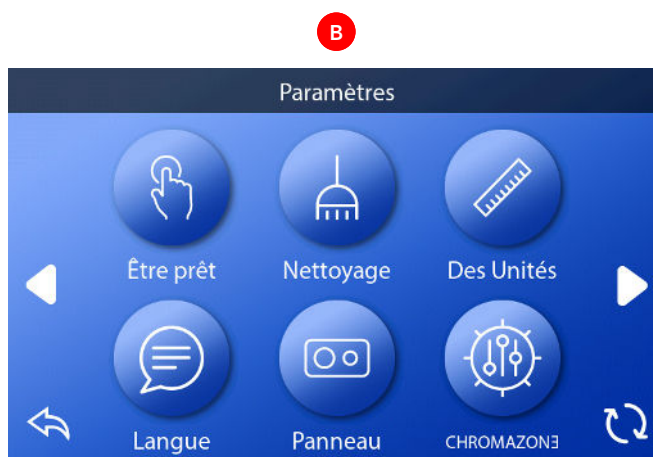 B
Paramètres
Être prêt Nettoyage Des Unités
Langue Panneau CHROMAZONƎ